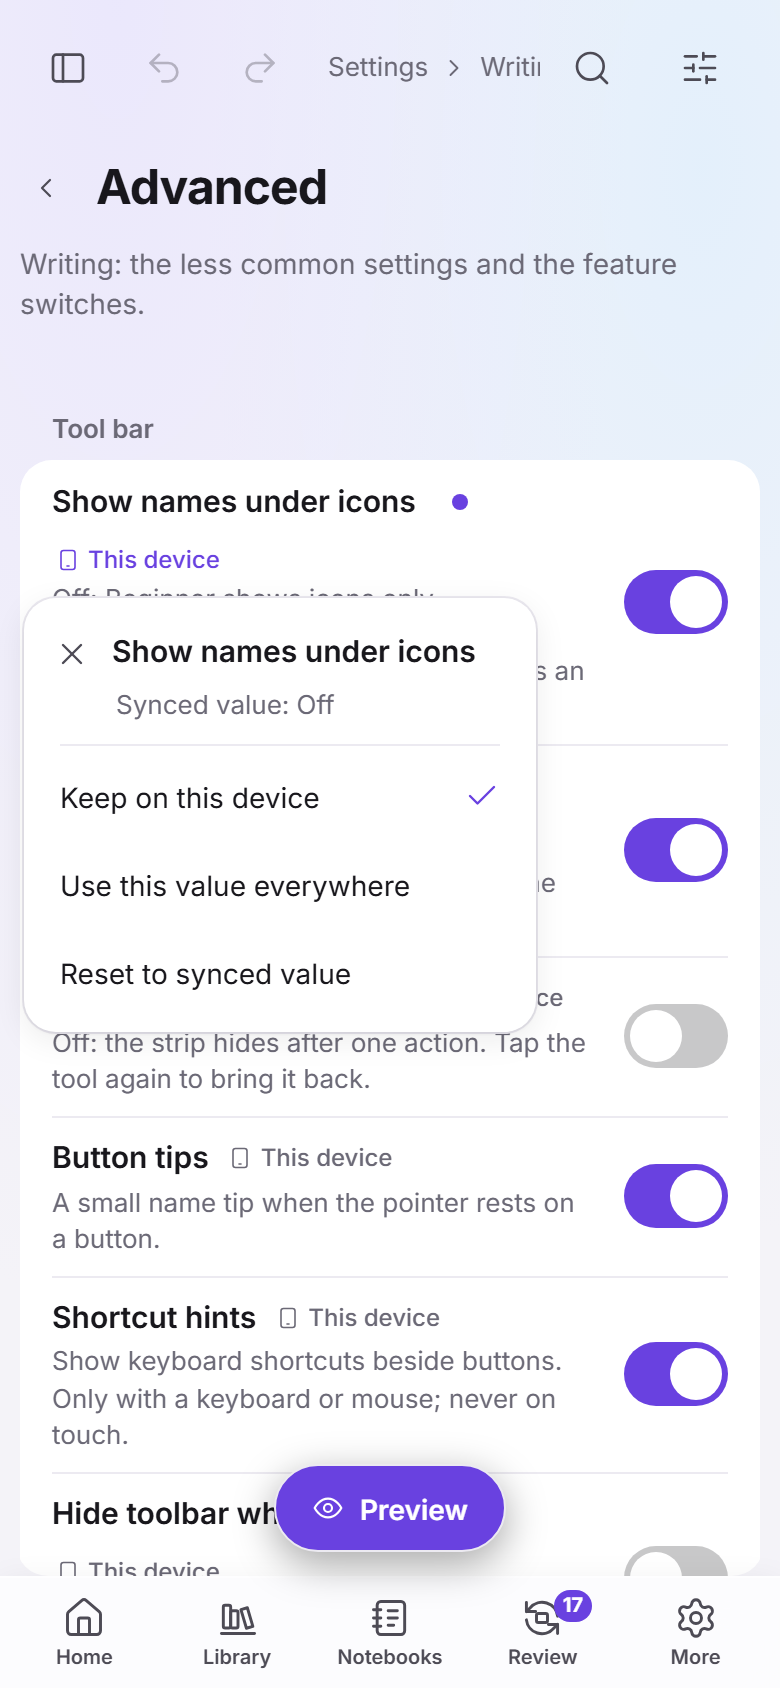 Settings > Writi
Advanced
Writing: the less common settings and the feature
switches.
Tool bar
Show names under icons
This device
Off: Beginner shows icons only
s an
Show names under icons
Synced value: Off
Keep on this device
Use this value everywhere
Reset to synced value
Off: the strip hides after one action. Tap the
tool again to bring it back.
Button tips This device
A small name tip when the pointer rests on
a button.
Shortcut hints This device
Show keyboard shortcuts beside buttons.
Only with a keyboard or mouse; never on
touch.
Hide toolbar wh
Preview
This device
17
Home Library Notebooks Review More